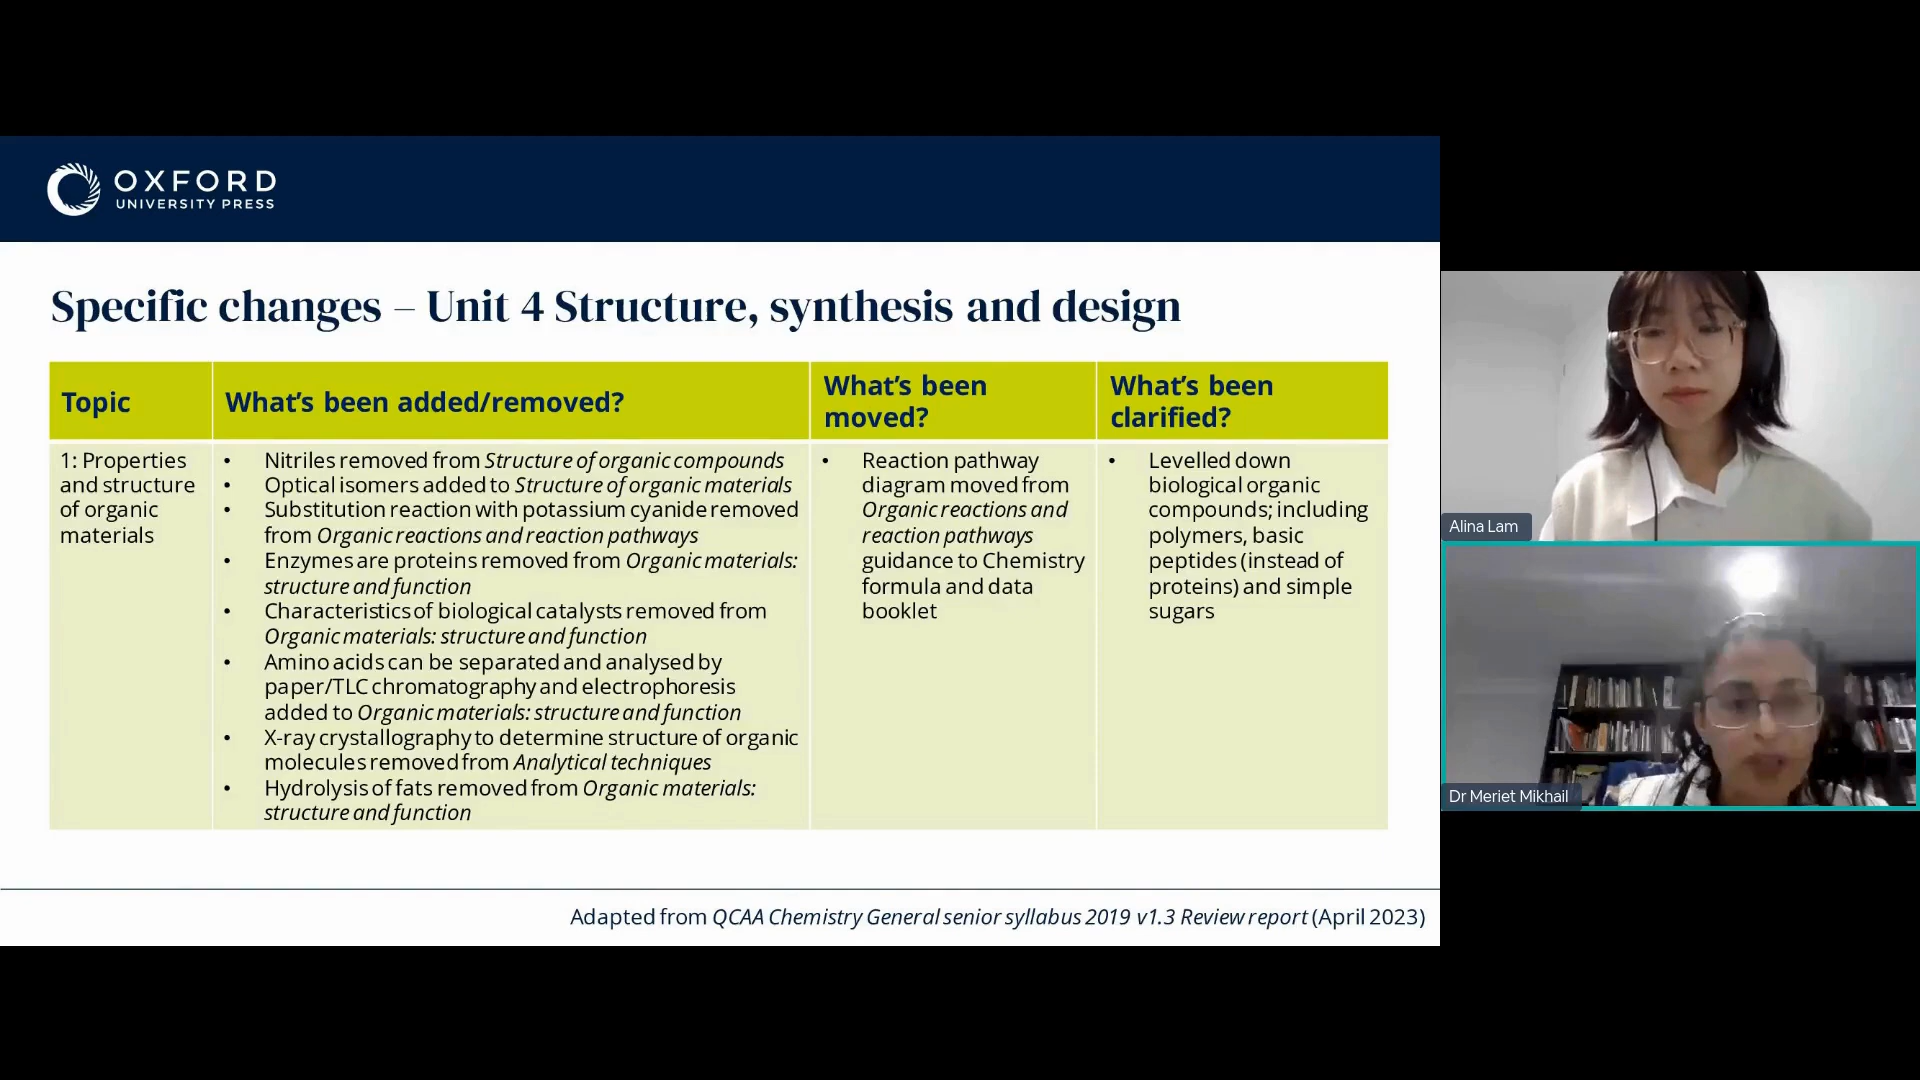 OXFORD
UNIVERSITY PRESS
Specific changes – Unit 4 Structure, synthesis and design
Topic
What's been added/removed?
What's been
moved?
What's been
clarified?
1: Properties
and structure
of organic
materials
• Nitriles removed from Structure of organic compounds
• Optical isomers added to Structure of organic materials
• Substitution reaction with potassium cyanide removed
from Organic reactions and reaction pathways
• Enzymes are proteins removed from Organic materials:
structure and function
• Characteristics of biological catalysts removed from
Organic materials: structure and function
• Amino acids can be separated and analysed by
paper/TLC chromatography and electrophoresis
added to Organic materials: structure and function
• X-ray crystallography to determine structure of organic
molecules removed from Analytical techniques
• Hydrolysis of fats removed from Organic materials:
structure and function
• Reaction pathway
diagram moved from
Organic reactions and
reaction pathways
guidance to Chemistry
formula and data
booklet
• Levelled down
biological organic
compounds; including
polymers, basic
peptides (instead of
proteins) and simple
sugars
Adapted from QCAA Chemistry General senior syllabus 2019 v1.3 Review report (April 2023)
Alina Lam
Dr Meriet Mikhail